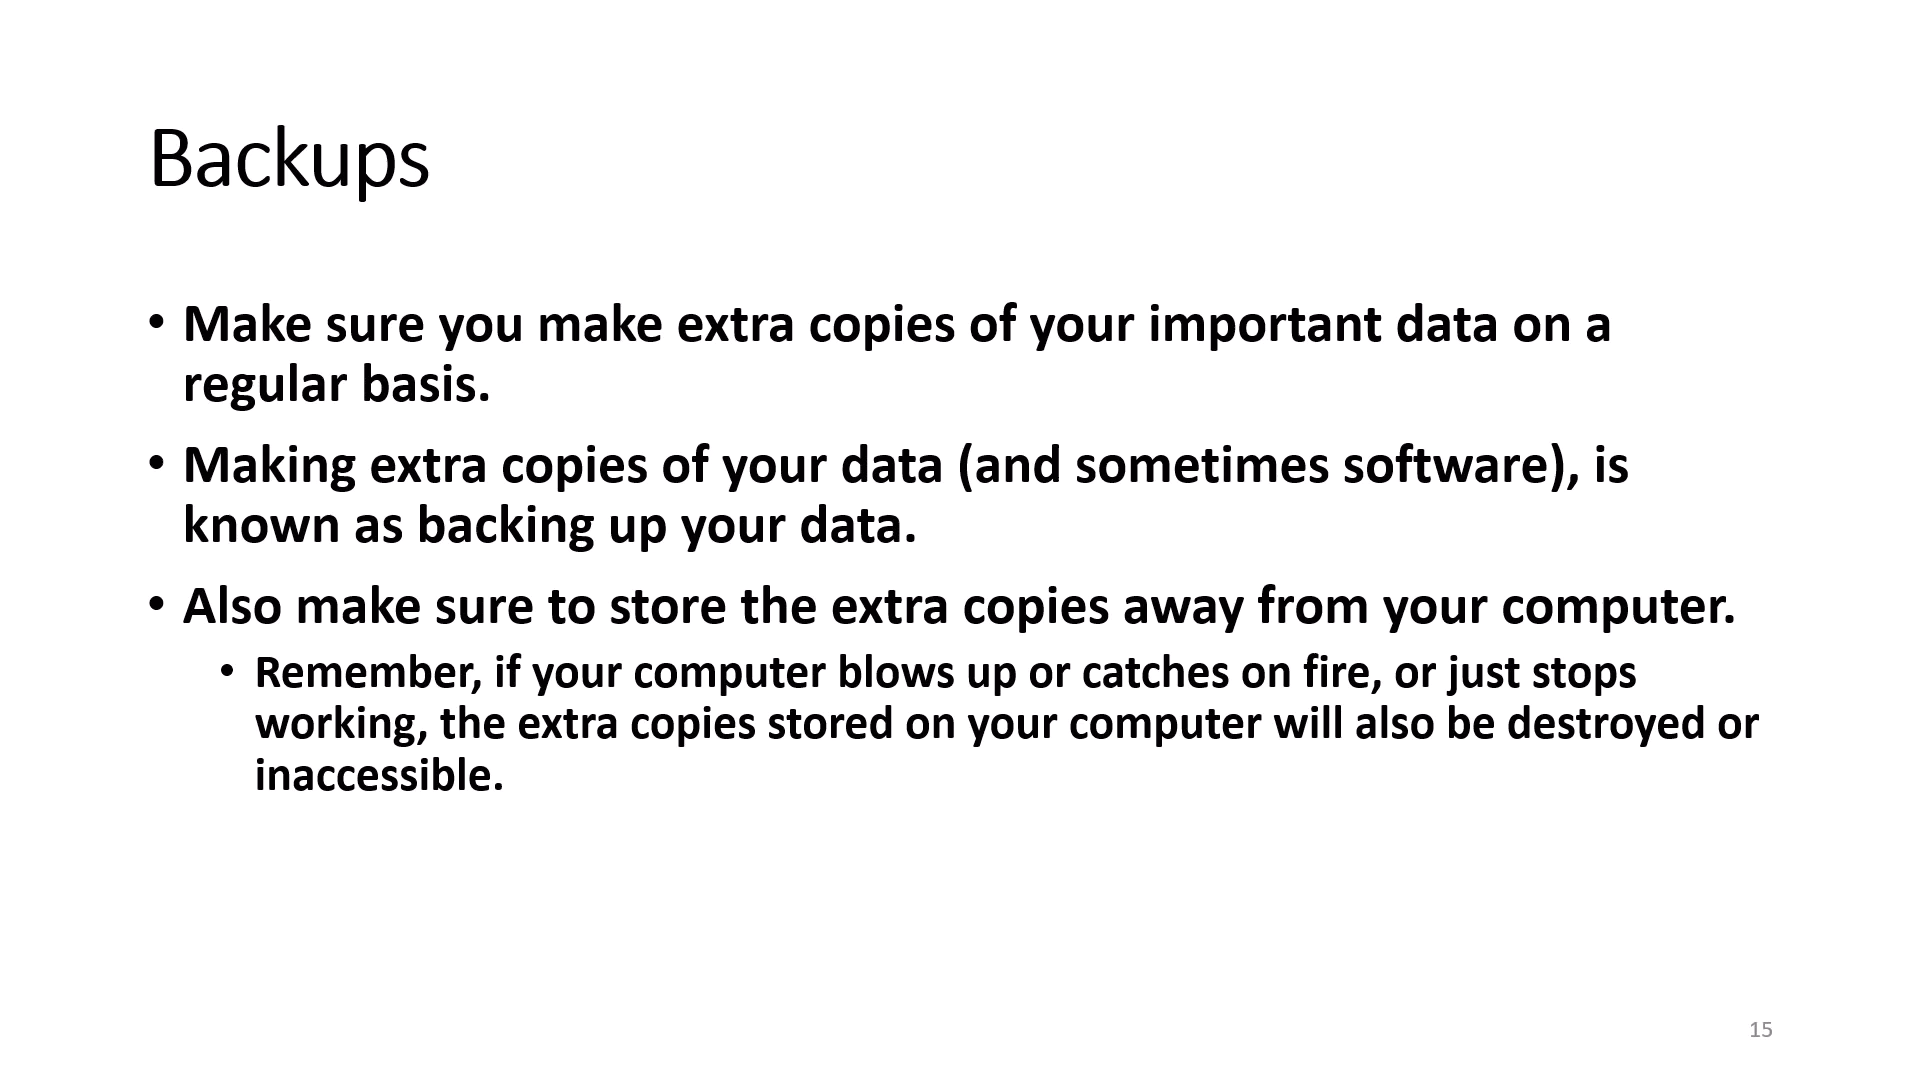 Backups
• Make sure you make extra copies of your important data on a
regular basis.
• Making extra copies of your data (and sometimes software), is
known as backing up your data.
• Also make sure to store the extra copies away from your computer.
• Remember, if your computer blows up or catches on fire, or just stops
working, the extra copies stored on your computer will also be destroyed or
inaccessible.
15